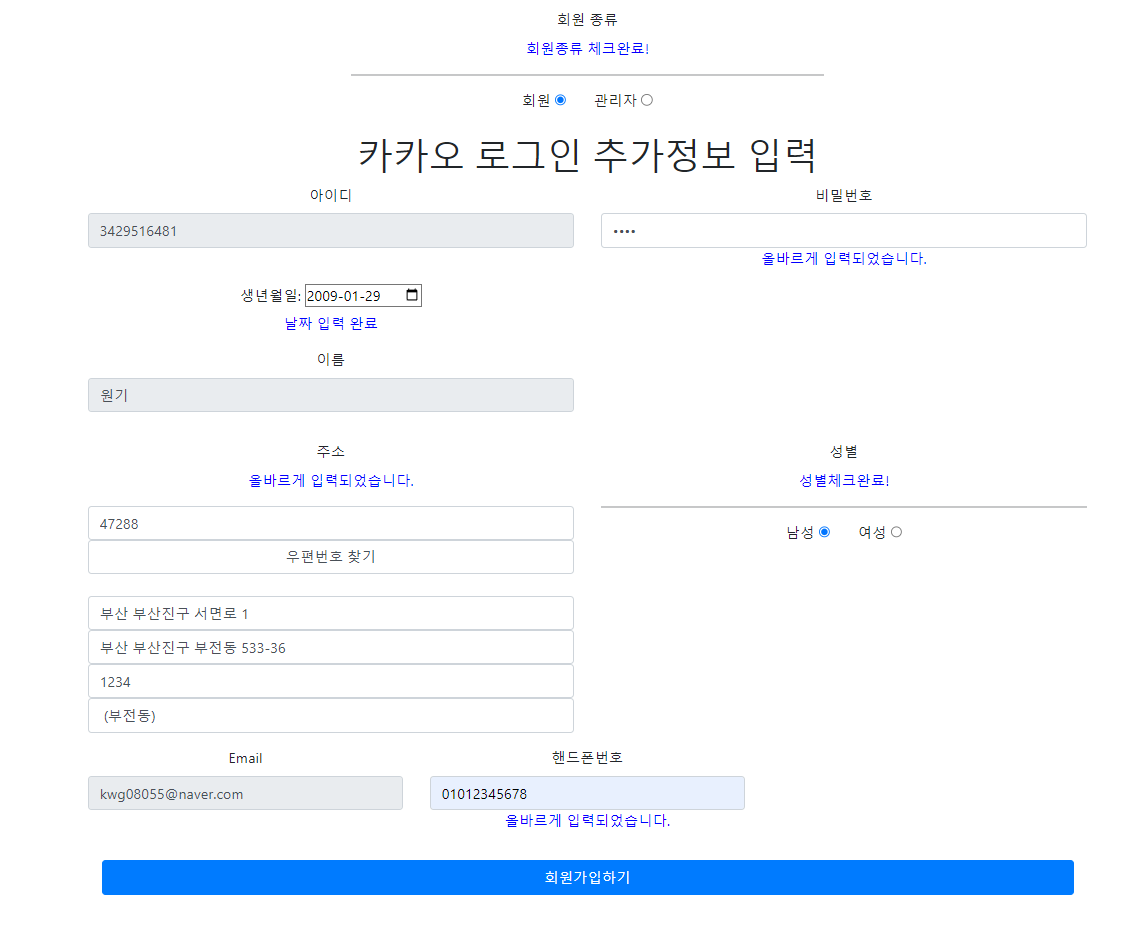 회원 종류
회원종류 체크완료!
회원 관리자
카카오 로그인 추가정보 입력
아이디 비밀번호
3429516481 ••••
올바르게 입력되었습니다.
생년월일: 2009-01-29
날짜 입력 완료
이름
원기
주소 성별
올바르게 입력되었습니다. 성별체크완료!
47288
남성 여성
우편번호 찾기
부산 부산진구 서면로 1
부산 부산진구 부전동 533-36
1234
(부전동)
Email 핸드폰번호
kwg08055@naver.com 01012345678
올바르게 입력되었습니다.
회원가입하기